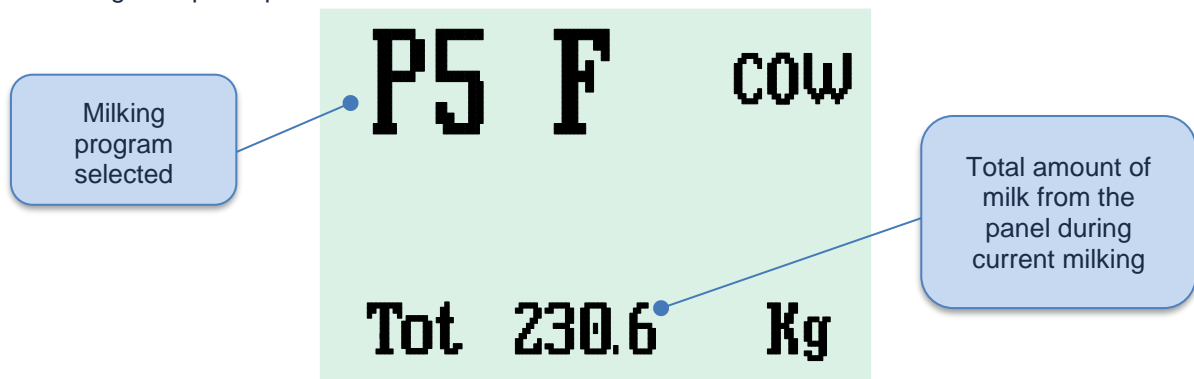 P5 F cow
Milking
program
selected
Total amount of
milk from the
panel during
current milking
Tot 230.6 Kg